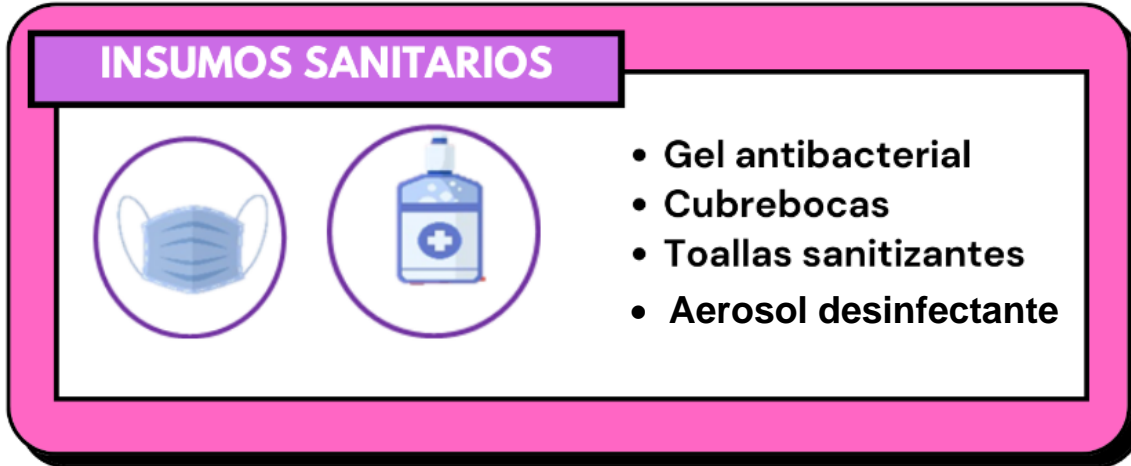 INSUMOS SANITARIOS
• Gel antibacterial
• Cubrebocas
• Toallas sanitizantes
• Aerosol desinfectante